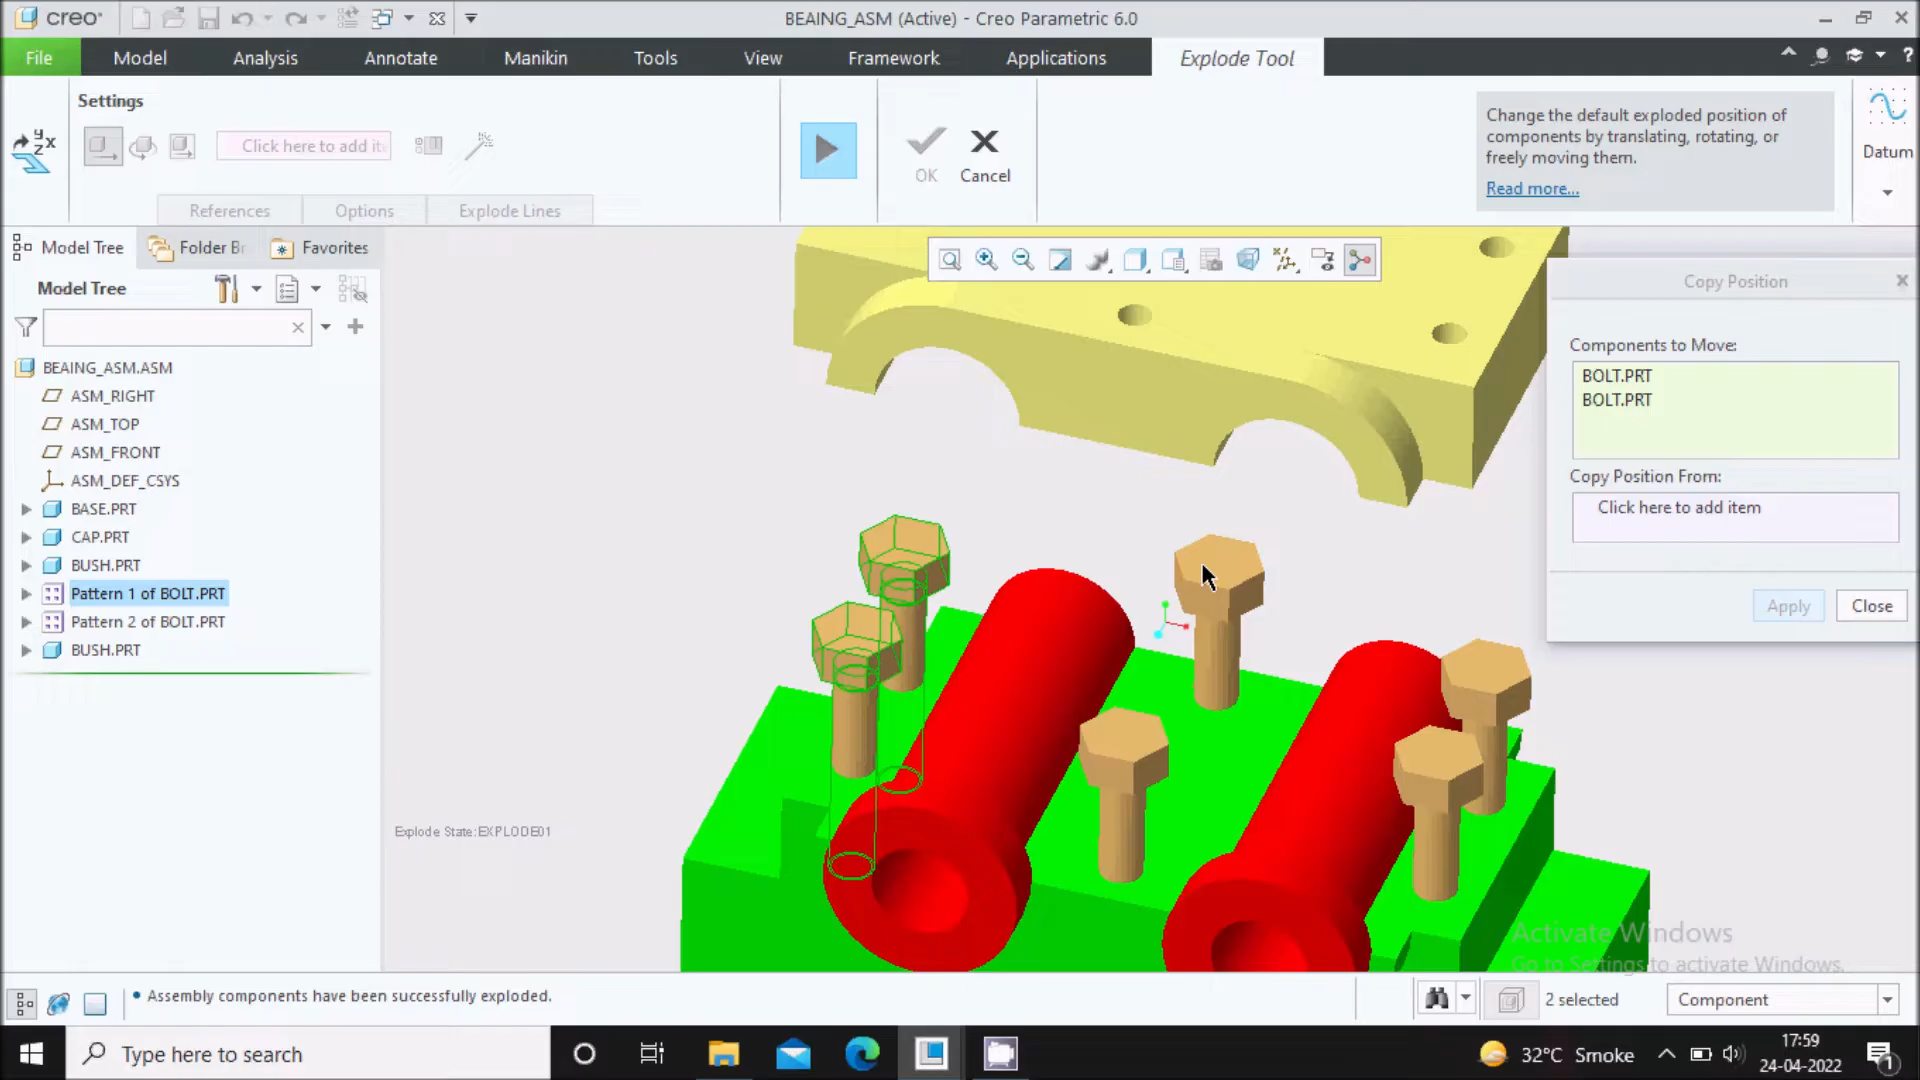 creo
BEAING_ASM (Active) - Creo Parametric 6.0
File
Model
Analysis
Annotate
Manikin
Tools
View
Framework
Applications
Explode Tool
Settings
Click here to add ite
OK
Cancel
References
Options
Explode Lines
Change the default exploded position of
components by translating, rotating, or
freely moving them.
Read more...
Datum
Model Tree
Folder Br
Favorites
Model Tree
BEAING_ASM.ASM
ASM_RIGHT
ASM_TOP
ASM_FRONT
ASM_DEF_CSYS
BASE.PRT
CAP.PRT
BUSH.PRT
Pattern 1 of BOLT.PRT
Pattern 2 of BOLT.PRT
BUSH.PRT
Copy Position
Components to Move:
BOLT.PRT
BOLT.PRT
Copy Position From:
Click here to add item
Apply
Close
Explode State:EXPLODE01
Activate Windows
Go to Settings to activate Windows.
• Assembly components have been successfully exploded.
2 selected
Component
Type here to search
32°C Smoke
17:59
24-04-2022
1